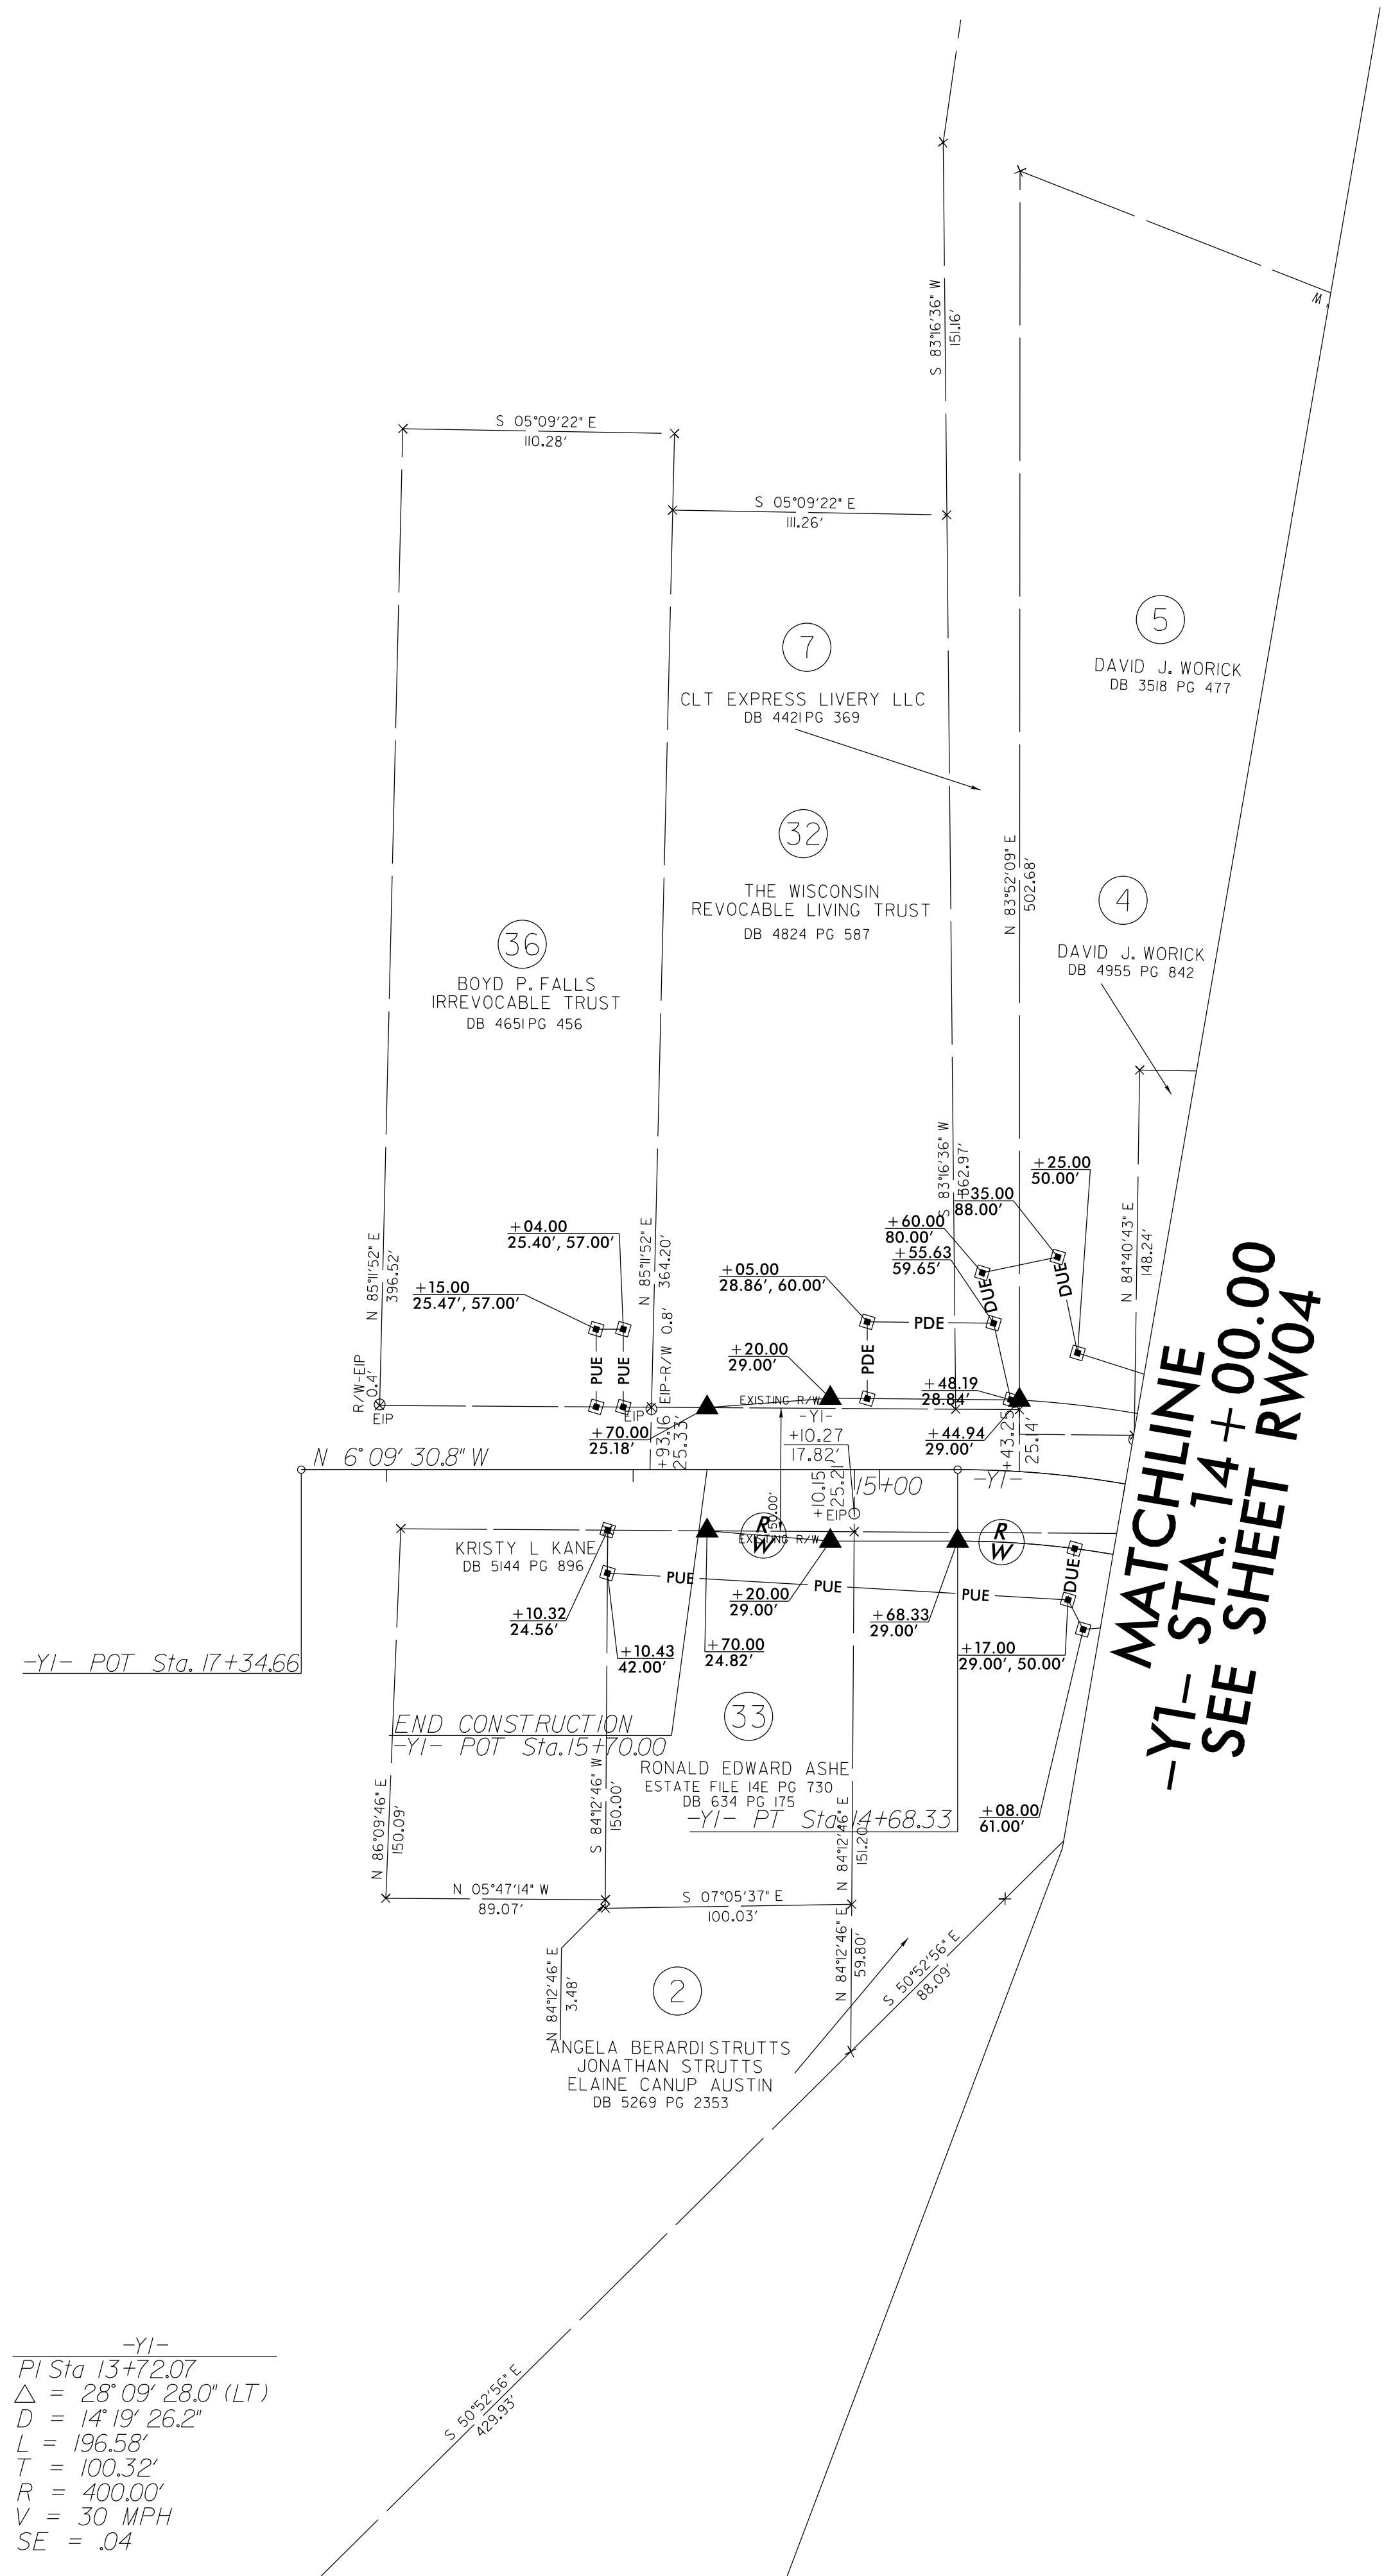 W
S 83°16'36" W
151.16'
S 05°09'22" E
110.28'
S 05°09'22" E
111.26'
5
DAVID J. WORICK
DB 3518 PG 477
7
CLT EXPRESS LIVERY LLC
DB 4421 PG 369
32
THE WISCONSIN
REVOCABLE LIVING TRUST
DB 4824 PG 587
N 83°52'09" E
502.68'
4
DAVID J. WORICK
DB 4955 PG 842
36
BOYD P. FALLS
IRREVOCABLE TRUST
DB 4651 PG 456
N 85°11'52" E
396.52'
+04.00
25.40', 57.00'
+15.00
25.47', 57.00'
N 85°11'52" E
364.20'
+05.00
28.86', 60.00'
S 83°16'36" W
362.97'
+60.00
80.00'
+55.63
59.65'
+35.00
88.00'
+25.00
50.00'
N 84°40'43" E
148.24'
DUE
DUE
PDE
PDE
PUE
PUE
R/W-EIP
0.4'
EIP
EIP
EIP-R/W 0.8'
+20.00
29.00'
+48.19
28.84'
+44.94
29.00'
+43.25
25.14'
+70.00
25.18'
+93.16
25.33'
EXISTING R/W
-Y1-
+10.27
17.82'
+10.15
25.21'
EIP
50.00'
N 6°09'30.8" W
15+00
-Y1-
MATCHLINE
-Y1- STA. 14+00.00
SEE SHEET RW04
R
W
EXISTING R/W
R
W
KRISTY L KANE
DB 5144 PG 896
PUE
PUE
PUE
DUE
+20.00
29.00'
+10.32
24.56'
+10.43
42.00'
+70.00
24.82'
+68.33
29.00'
+17.00
29.00', 50.00'
-Y1- POT Sta. 17+34.66
END CONSTRUCTION
-Y1- POT Sta. 15+70.00
33
RONALD EDWARD ASHE
ESTATE FILE 14E PG 730
DB 634 PG 175
-Y1- PT Sta. 14+68.33
+08.00
61.00'
N 86°09'46" E
150.09'
S 84°12'46" W
150.00'
N 84°12'46" E
151.20'
N 05°47'14" W
89.07'
S 07°05'37" E
100.03'
N 84°12'46" E
3.48'
N 84°12'46" E
59.80'
S 50°52'56" E
88.09'
2
ANGELA BERARDI STRUTTS
JONATHAN STRUTTS
ELAINE CANUP AUSTIN
DB 5269 PG 2353
S 50°52'56" E
429.93'
-Y1-
PI Sta 13+72.07
△ = 28°09'28.0" (LT)
D = 14°19'26.2"
L = 196.58'
T = 100.32'
R = 400.00'
V = 30 MPH
SE = .04